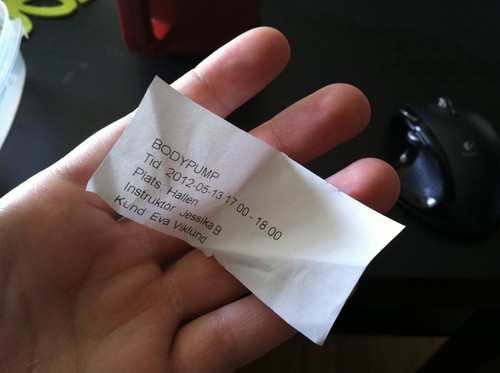 BODYPUMP
Tid: 2012-05-13 17:00 - 18:00
Plats: Hallen
Instruktör: Jessika B
Kund: Eva Viklund